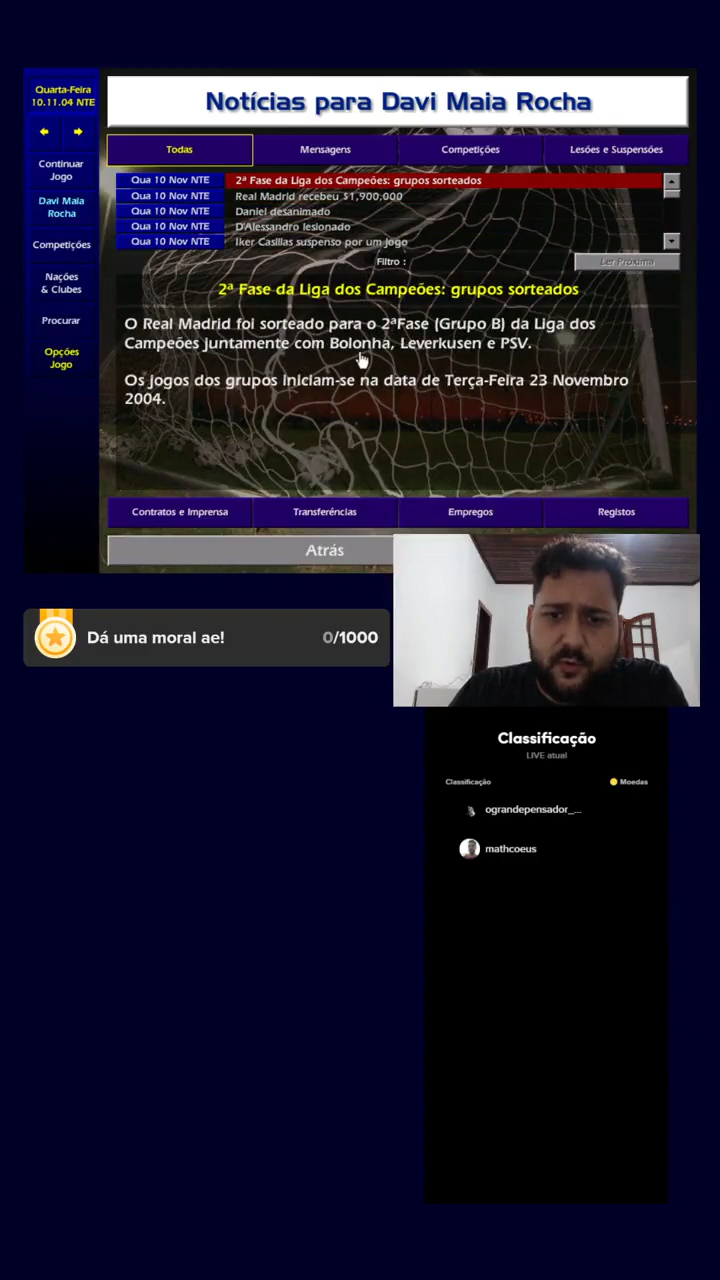 Notícias para Davi Maia Rocha
Quarta-Feira
10.11.04 NTE
Continuar
Jogo
Davi Maia
Rocha
Competições
Nações
& Clubes
Procurar
Opções
Jogo
Todas
Mensagens
Competições
Lesões e Suspensões
Qua 10 Nov NTE 2ª Fase da Liga dos Campeões: grupos sorteados
Qua 10 Nov NTE Real Madrid recebeu $1,900,000
Qua 10 Nov NTE Daniel desanimado
Qua 10 Nov NTE D'Alessandro lesionado
Qua 10 Nov NTE Iker Casillas suspenso por um jogo
Filtro :
Ler Próxima
2ª Fase da Liga dos Campeões: grupos sorteados
O Real Madrid foi sorteado para o 2ªFase (Grupo B) da Liga dos
Campeões juntamente com Bolonha, Leverkusen e PSV.
Os jogos dos grupos iniciam-se na data de Terça-Feira 23 Novembro
2004.
Contratos e Imprensa
Transferências
Empregos
Registos
Atrás
Dá uma moral ae! 0/1000
Classificação
LIVE atual
Classificação Moedas
ograndepensador_...
mathcoeus